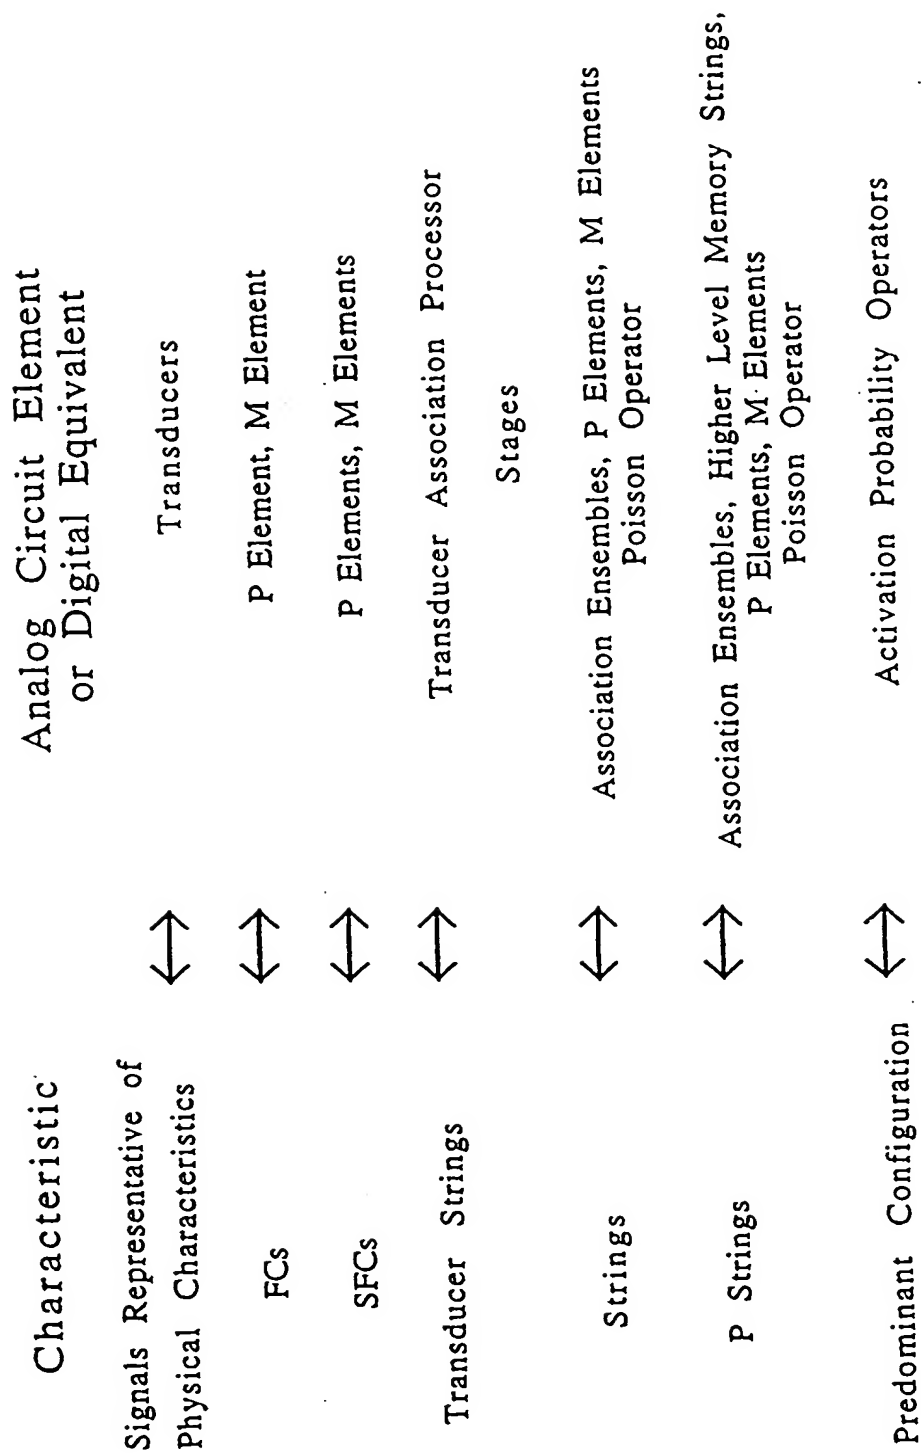 Characteristic
Analog Circuit Element
or Digital Equivalent
Signals Representative of
Physical Characteristics
Transducers
FCs
P Element, M Element
SFCs
P Elements, M Elements
Transducer Strings
Transducer Association Processor
Stages
Strings
Association Ensembles, P Elements, M Elements
Poisson Operator
P Strings
Association Ensembles, Higher Level Memory Strings,
P Elements, M Elements
Poisson Operator
Predominant Configuration
Activation Probability Operators